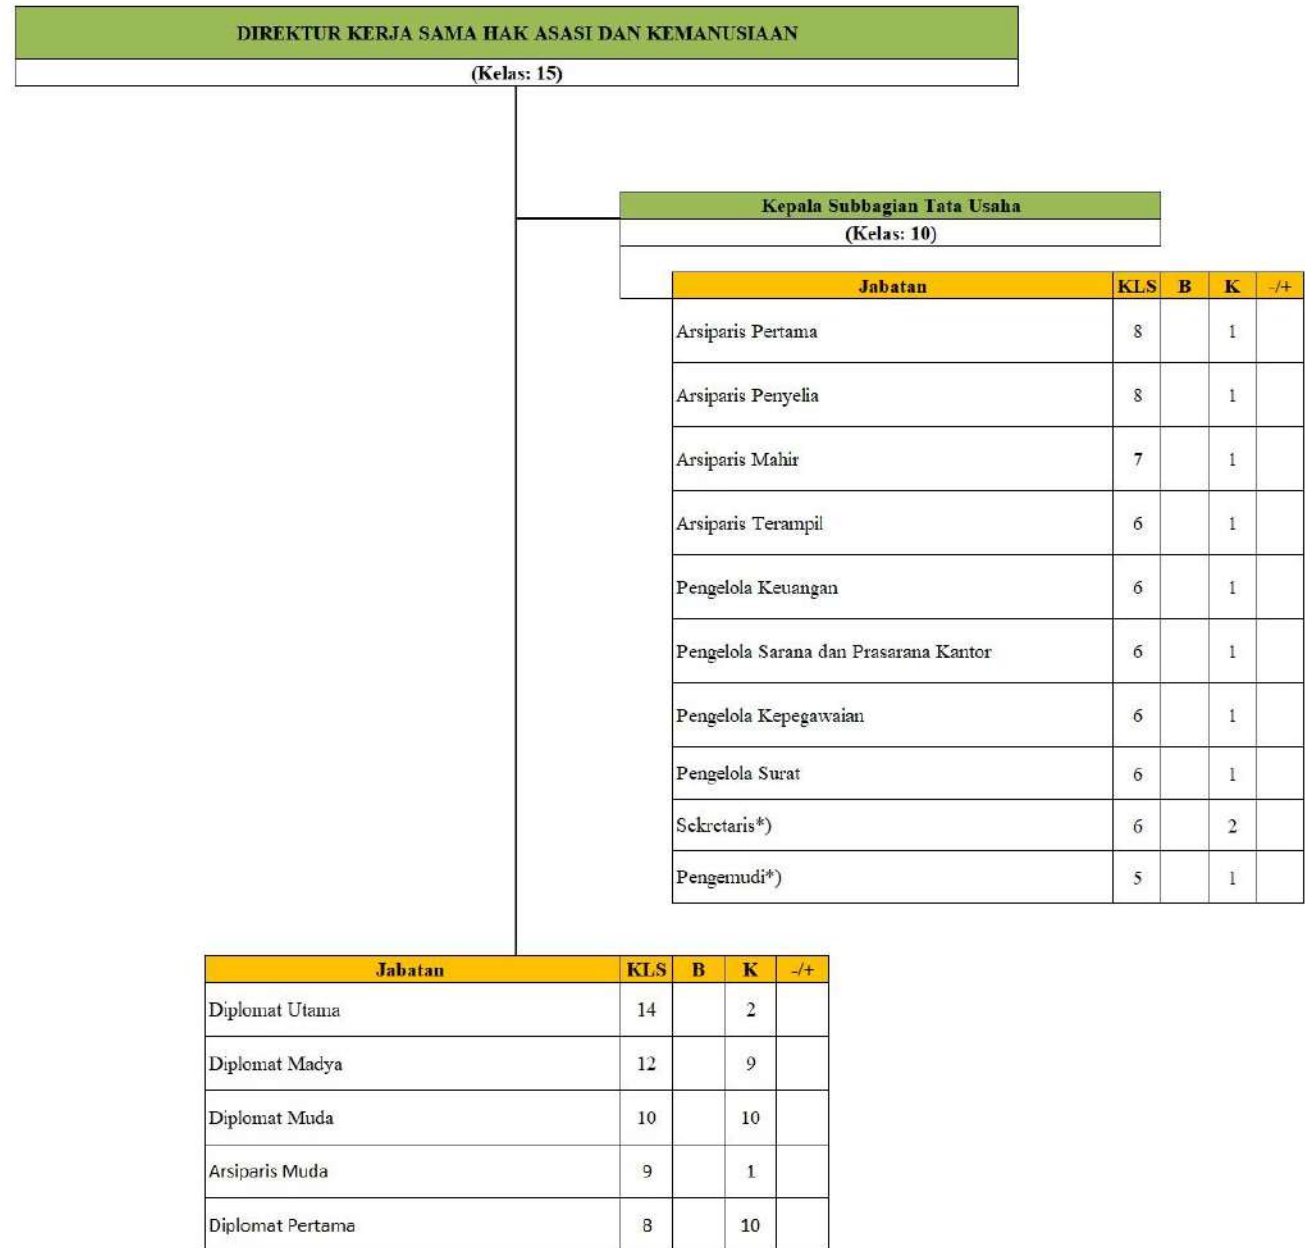 DIREKTUR KERJA SAMA HAK ASASI DAN KEMANUSIAAN
(Kelas: 15)
Kepala Subbagian Tata Usaha
(Kelas: 10)
Jabatan KLS B K -/+
Arsiparis Pertama 8 1
Arsiparis Penyelia 8 1
Arsiparis Mahir 7 1
Arsiparis Terampil 6 1
Pengelola Keuangan 6 1
Pengelola Sarana dan Prasarana Kantor 6 1
Pengelola Kepegawaian 6 1
Pengelola Surat 6 1
Sekretaris*) 6 2
Pengemudi*) 5 1
Jabatan KLS B K -/+
Diplomat Utama 14 2
Diplomat Madya 12 9
Diplomat Muda 10 10
Arsiparis Muda 9 1
Diplomat Pertama 8 10